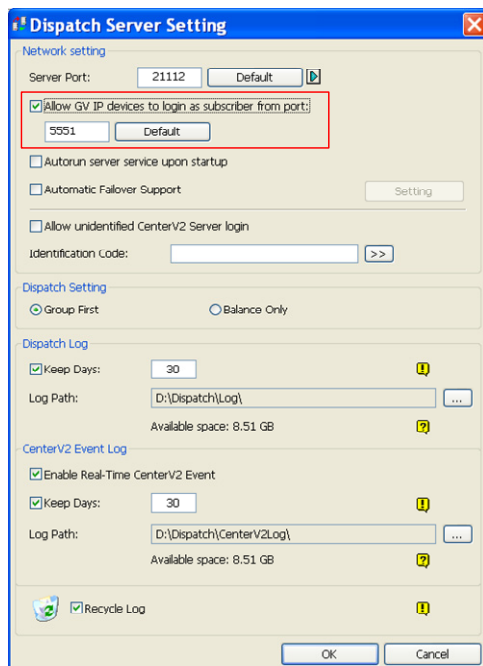 Dispatch Server Setting
Network setting
Server Port: 21112 Default
Allow GV IP devices to login as subscriber from port:
5551 Default
Autorun server service upon startup
Automatic Failover Support Setting
Allow unidentified CenterV2 Server login
Identification Code: >>
Dispatch Setting
Group First Balance Only
Dispatch Log
Keep Days: 30
Log Path: D:\Dispatch\Log\ ...
Available space: 8.51 GB
CenterV2 Event Log
Enable Real-Time CenterV2 Event
Keep Days: 30
Log Path: D:\Dispatch\CenterV2Log\ ...
Available space: 8.51 GB
Recycle Log
OK Cancel